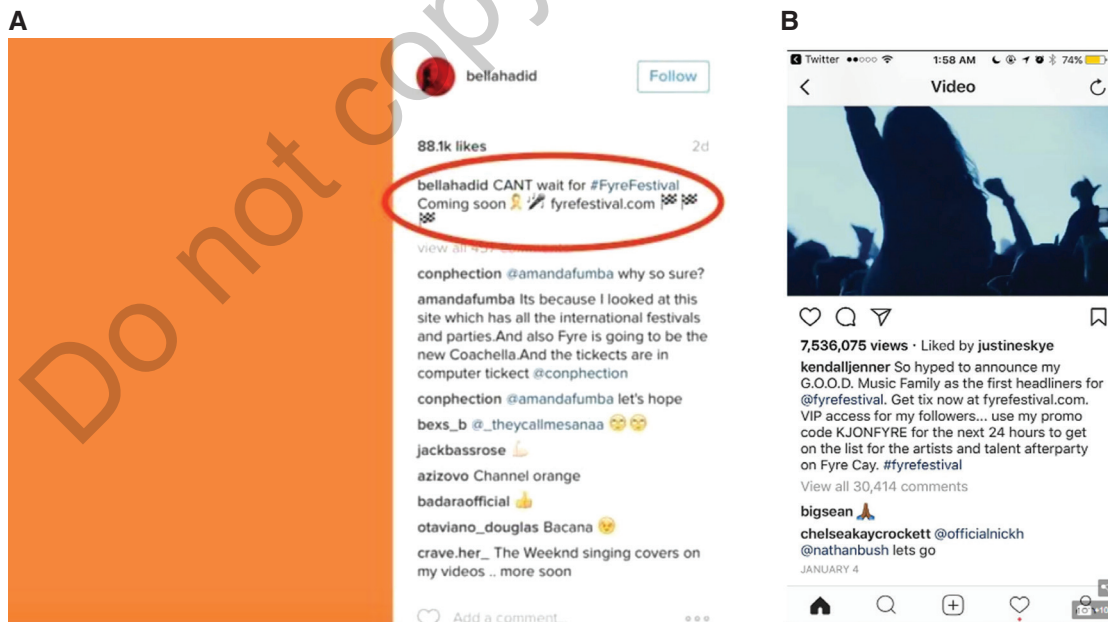 A
Do not copy
bellahadid
Follow
88.1k likes
2d
bellahadid CANT wait for #FyreFestival
Coming soon 🎗️🎤 fyrefestival.com 🏁🏁
🏁
view all 437 comments
conphection @amandafumba why so sure?
amandafumba Its because I looked at this
site which has all the international festivals
and parties.And also Fyre is going to be the
new Coachella.And the tickects are in
computer tickect @conphection
conphection @amandafumba let's hope
bexs_b @_theycallmesanaa 😁😁
jackbassrose 💪🏻
azizovo Channel orange
badaraofficial 👍
otaviano_douglas Bacana 😉
crave.her_ The Weeknd singing covers on
my videos .. more soon
Add a comment...
B
Twitter
1:58 AM
74%
Video
7,536,075 views · Liked by justineskye
kendalljenner So hyped to announce my
G.O.O.D. Music Family as the first headliners for
@fyrefestival. Get tix now at fyrefestival.com.
VIP access for my followers... use my promo
code KJONFYRE for the next 24 hours to get
on the list for the artists and talent afterparty
on Fyre Cay. #fyrefestival
View all 30,414 comments
bigsean 🙏🏾
chelseakaycrockett @officialnickh
@nathanbush lets go
JANUARY 4